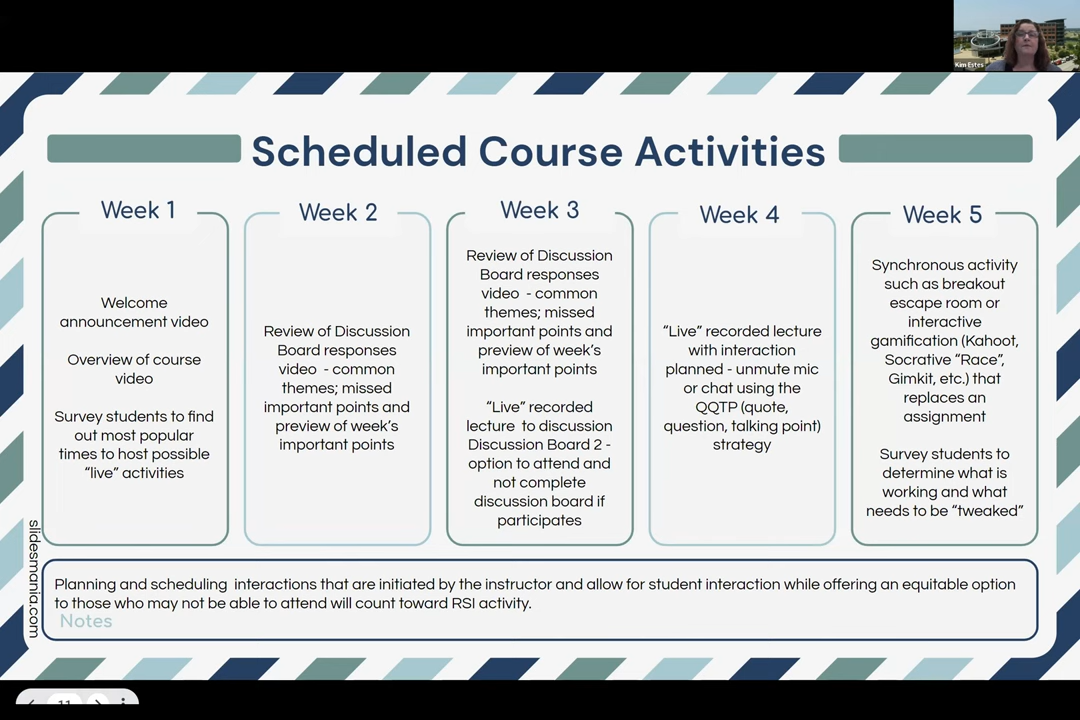 Kim Estes
Scheduled Course Activities
Week 1
Welcome
announcement video
Overview of course
video
Survey students to find
out most popular
times to host possible
“live” activities
Week 2
Review of Discussion
Board responses
video - common
themes; missed
important points and
preview of week’s
important points
Week 3
Review of Discussion
Board responses
video - common
themes; missed
important points and
preview of week’s
important points
“Live” recorded
lecture to discussion
Discussion Board 2 -
option to attend and
not complete
discussion board if
participates
Week 4
“Live” recorded lecture
with interaction
planned - unmute mic
or chat using the
QQTP (quote,
question, talking point)
strategy
Week 5
Synchronous activity
such as breakout
escape room or
interactive
gamification (Kahoot,
Socrative “Race”,
Gimkit, etc.) that
replaces an
assignment
Survey students to
determine what is
working and what
needs to be “tweaked”
slidesmania.com
Planning and scheduling interactions that are initiated by the instructor and allow for student interaction while offering an equitable option
to those who may not be able to attend will count toward RSI activity.
Notes
11